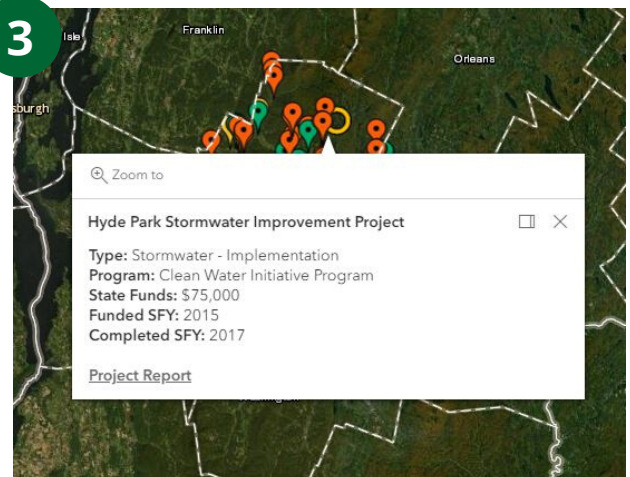 3
Isle
Franklin
Orleans
sburgh
Zoom to
Hyde Park Stormwater Improvement Project
Type: Stormwater - Implementation
Program: Clean Water Initiative Program
State Funds: $75,000
Funded SFY: 2015
Completed SFY: 2017
Project Report